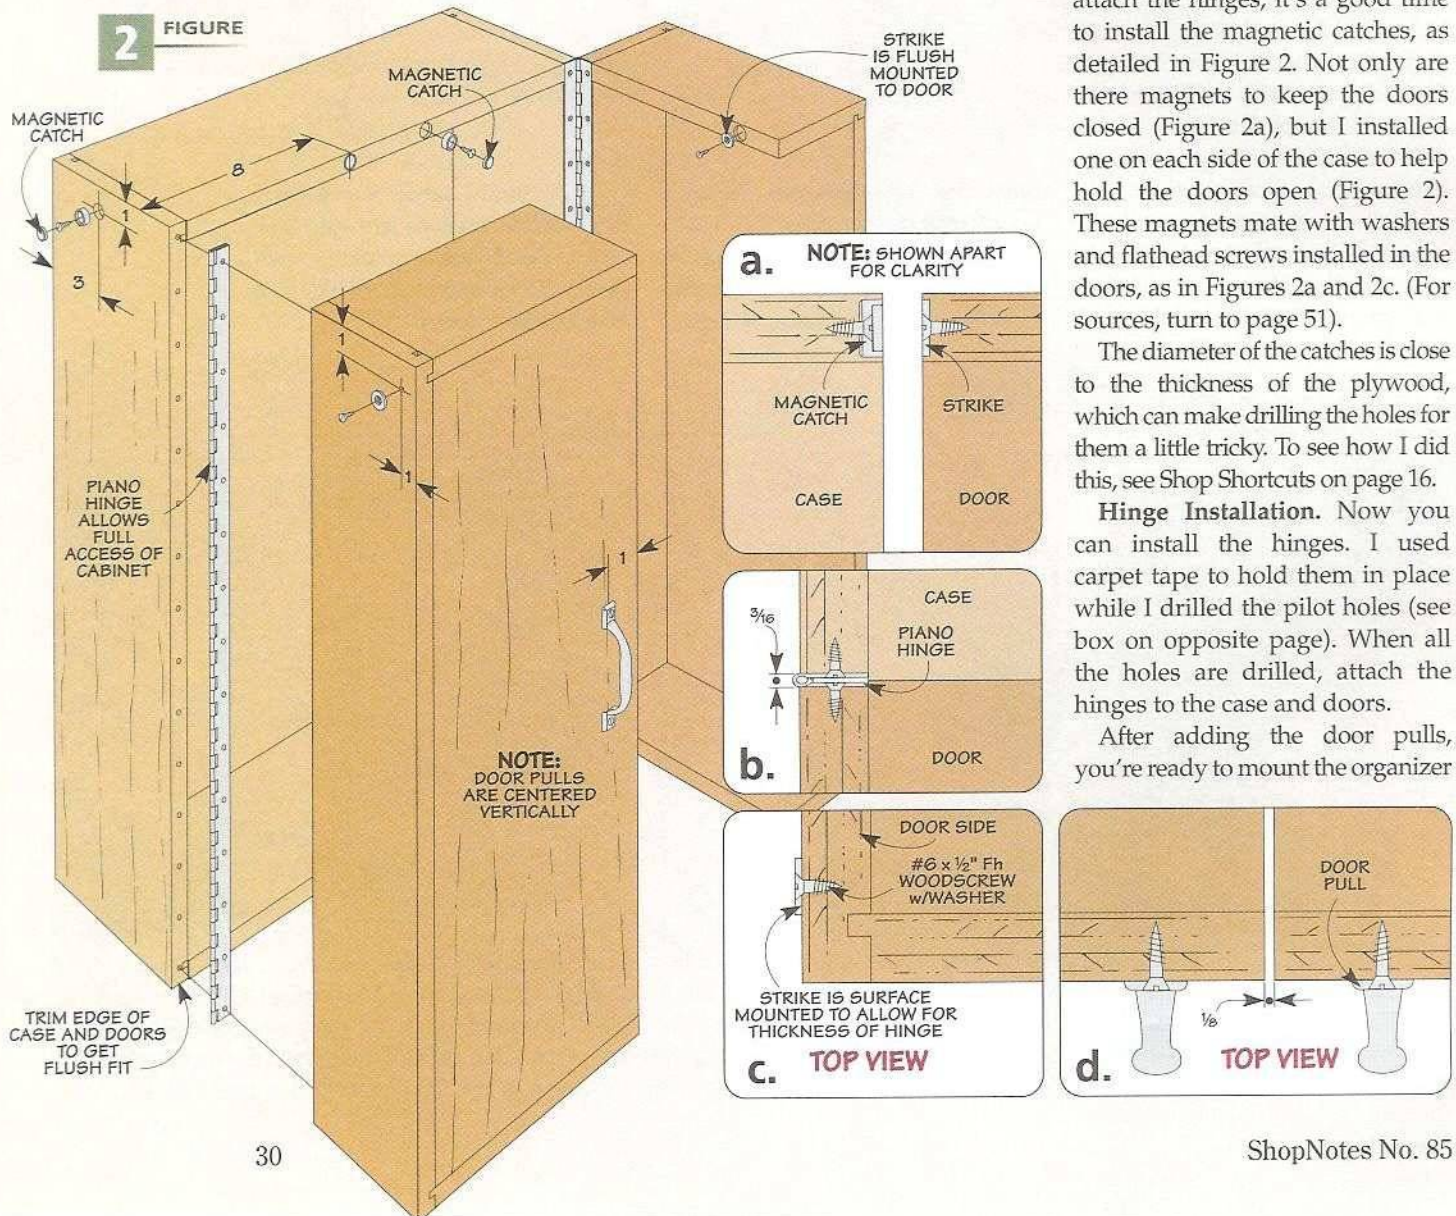 2 FIGURE
MAGNETIC
CATCH
MAGNETIC
CATCH
STRIKE
IS FLUSH
MOUNTED
TO DOOR
8
1
3
1
1
1
PIANO
HINGE
ALLOWS
FULL
ACCESS OF
CABINET
NOTE:
DOOR PULLS
ARE CENTERED
VERTICALLY
TRIM EDGE OF
CASE AND DOORS
TO GET
FLUSH FIT
a.
NOTE: SHOWN APART
FOR CLARITY
MAGNETIC
CATCH
STRIKE
CASE
DOOR
b.
3/16
CASE
PIANO
HINGE
DOOR
c.
DOOR SIDE
#6 x 1/2" Fh
WOODSCREW
w/WASHER
STRIKE IS SURFACE
MOUNTED TO ALLOW FOR
THICKNESS OF HINGE
TOP VIEW
d.
DOOR
PULL
1/8
TOP VIEW
attach the hinges, it's a good time
to install the magnetic catches, as
detailed in Figure 2. Not only are
there magnets to keep the doors
closed (Figure 2a), but I installed
one on each side of the case to help
hold the doors open (Figure 2).
These magnets mate with washers
and flathead screws installed in the
doors, as in Figures 2a and 2c. (For
sources, turn to page 51).
The diameter of the catches is close
to the thickness of the plywood,
which can make drilling the holes for
them a little tricky. To see how I did
this, see Shop Shortcuts on page 16.
Hinge Installation. Now you
can install the hinges. I used
carpet tape to hold them in place
while I drilled the pilot holes (see
box on opposite page). When all
the holes are drilled, attach the
hinges to the case and doors.
After adding the door pulls,
you're ready to mount the organizer
30
ShopNotes No. 85